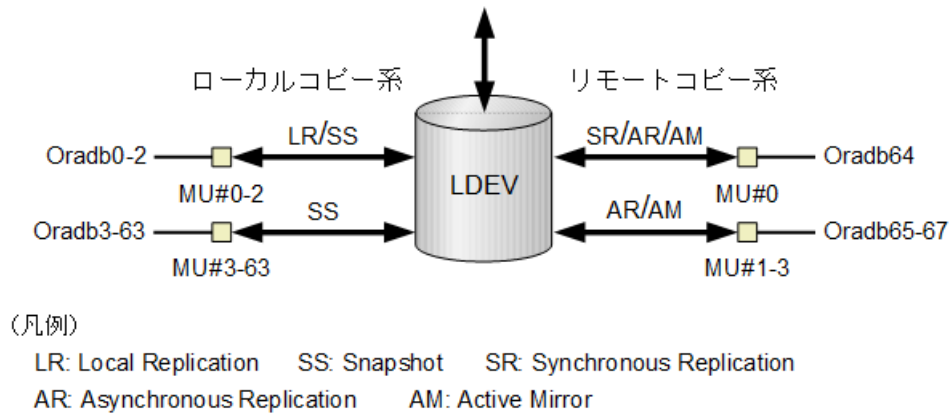 ローカルコピー系 リモートコピー系
LR/SS SR/AR/AM
Oradb0-2 Oradb64
MU#0-2 LDEV MU#0
SS AR/AM
Oradb3-63 Oradb65-67
MU#3-63 MU#1-3
(凡例)
LR: Local Replication SS: Snapshot SR: Synchronous Replication
AR: Asynchronous Replication AM: Active Mirror